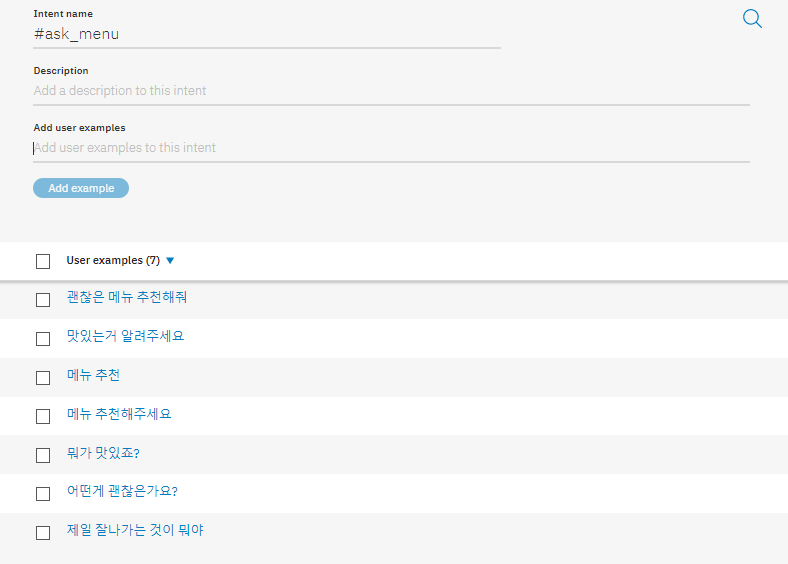 Intent name
#ask_menu
Description
Add a description to this intent
Add user examples
Add user examples to this intent
Add example
User examples (7) ▼
괜찮은 메뉴 추천해줘
맛있는거 알려주세요
메뉴 추천
메뉴 추천해주세요
뭐가 맛있죠?
어떤게 괜찮은가요?
제일 잘나가는 것이 뭐야